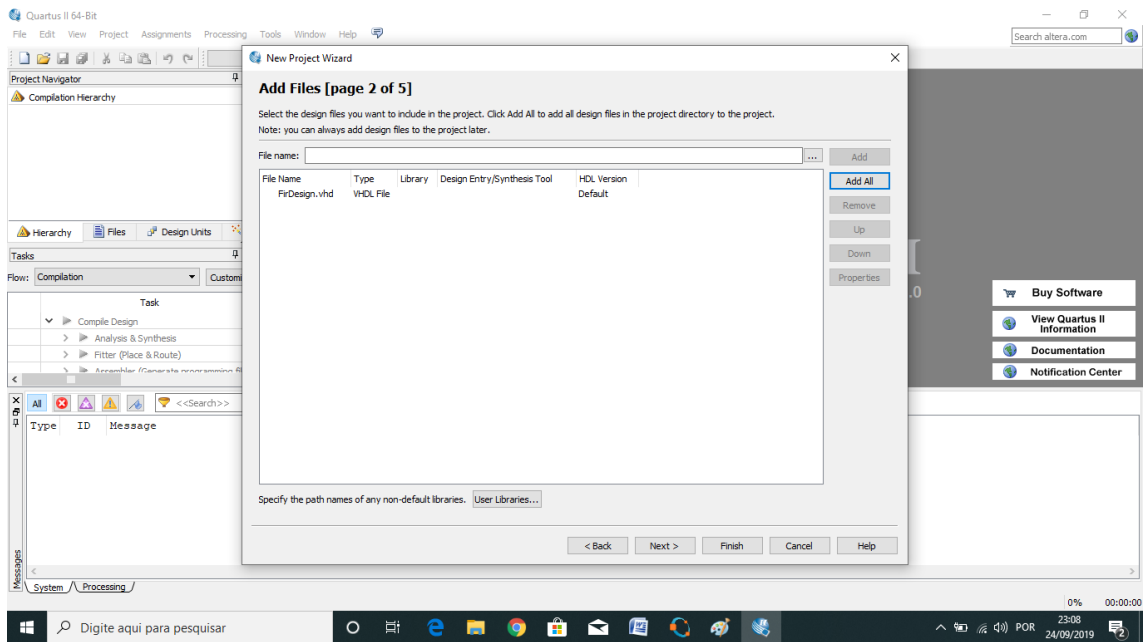 Quartus II 64-Bit
File Edit View Project Assignments Processing Tools Window Help
Search altera.com
Project Navigator
Compilation Hierarchy
Hierarchy Files Design Units
Tasks
Flow: Compilation Customi
Task
Compile Design
Analysis & Synthesis
Fitter (Place & Route)
Assembler (Generate programming fi
New Project Wizard
Add Files [page 2 of 5]
Select the design files you want to include in the project. Click Add All to add all design files in the project directory to the project.
Note: you can always add design files to the project later.
File name: ... Add
File Name Type Library Design Entry/Synthesis Tool HDL Version
FirDesign.vhd VHDL File Default
Add All
Remove
Up
Down
Properties
Specify the path names of any non-default libraries. User Libraries...
< Back Next > Finish Cancel Help
.0
Buy Software
View Quartus II
Information
Documentation
Notification Center
All <<Search>>
Type ID Message
Messages
System Processing
0% 00:00:00
Digite aqui para pesquisar
POR
23:08
24/09/2019
2